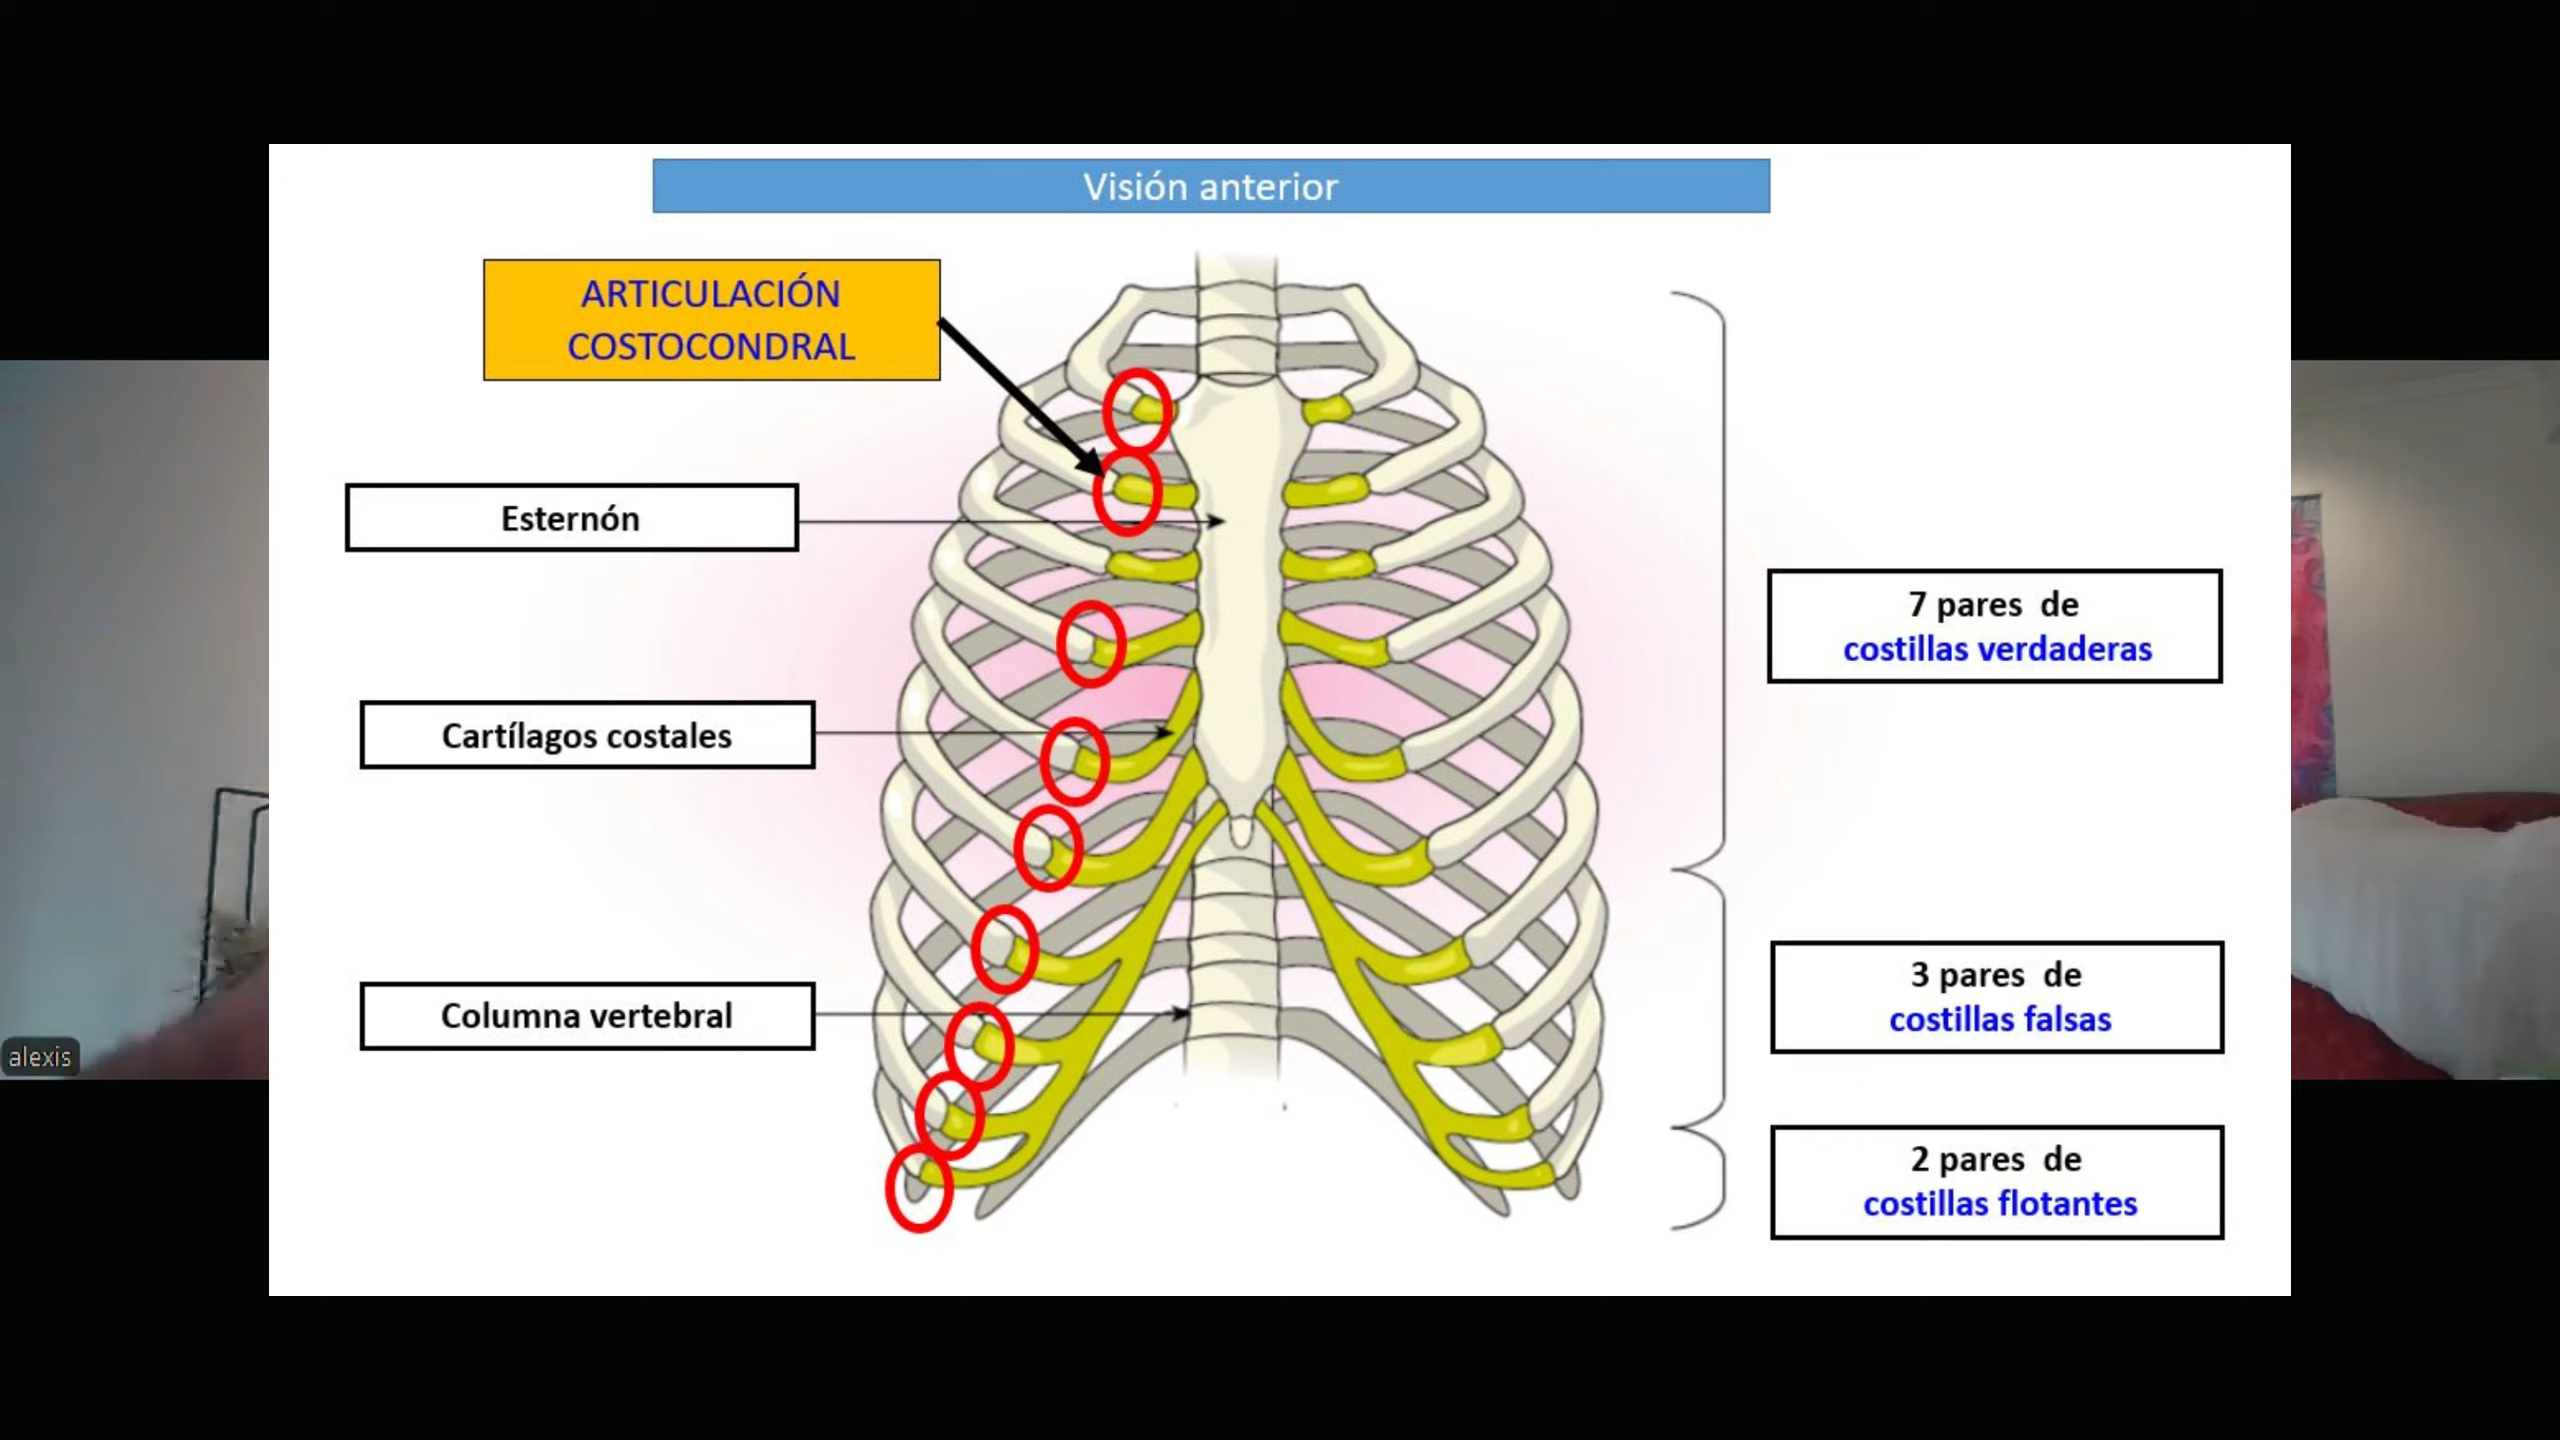 Visión anterior
ARTICULACIÓN
COSTOCONDRAL
Esternón
Cartílagos costales
Columna vertebral
7 pares de
costillas verdaderas
3 pares de
costillas falsas
2 pares de
costillas flotantes
alexis